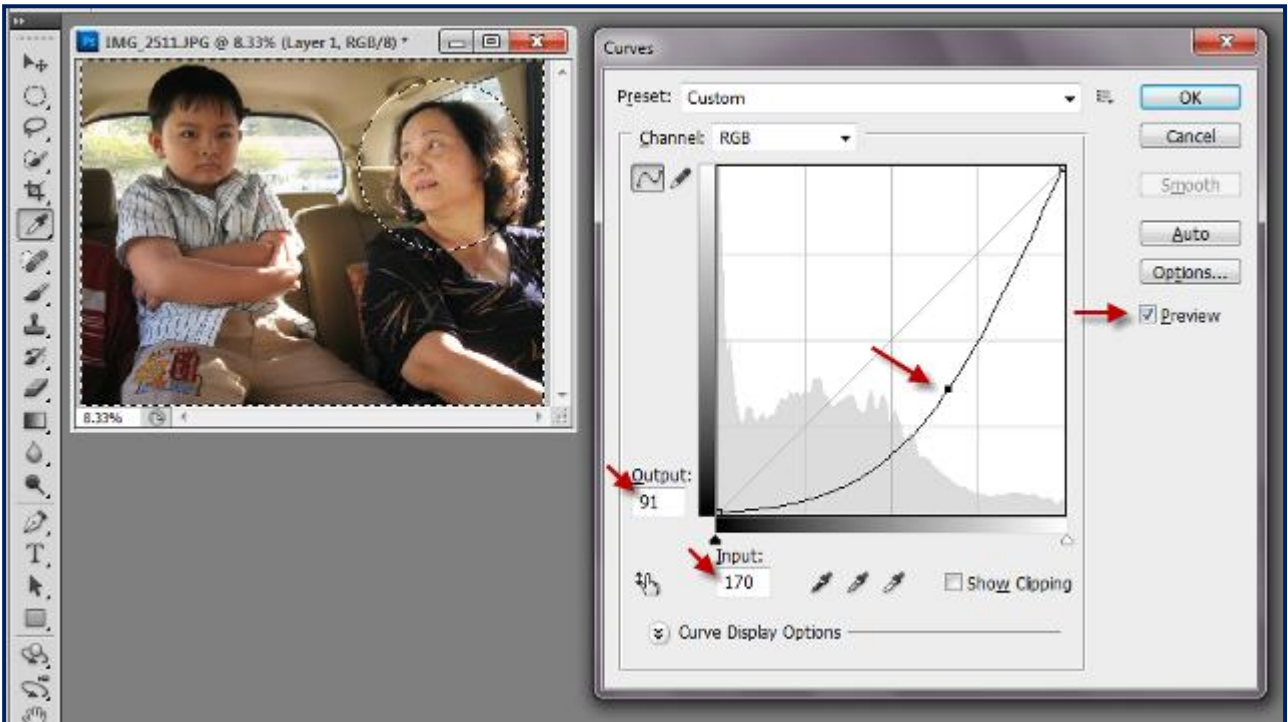 IMG_2511.JPG @ 8.33% (Layer 1, RGB/8) *
8.33%
Curves
Preset: Custom
OK
Channel: RGB
Cancel
Smooth
Auto
Options...
Preview
Output:
91
Input:
170
Show Clipping
Curve Display Options
Ps
T